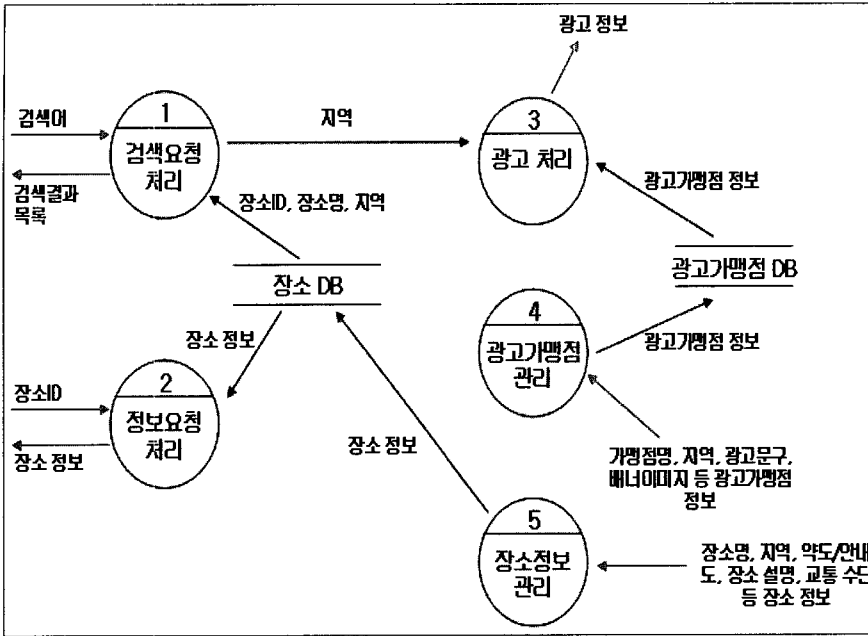 광고 정보
검색어
1
검색요청
처리
지역
3
광고 처리
검색결과
목록
장소ID, 장소명, 지역
광고가맹점 정보
장소 DB
광고가맹점 DB
4
광고가맹점
관리
장소 정보
광고가맹점 정보
장소ID
2
정보요청
처리
장소 정보
장소 정보
가맹점명, 지역, 광고문구,
배너이미지 등 광고가맹점
정보
5
장소정보
관리
장소명, 지역, 약도/안내
도, 장소 설명, 교통 수단
등 장소 정보